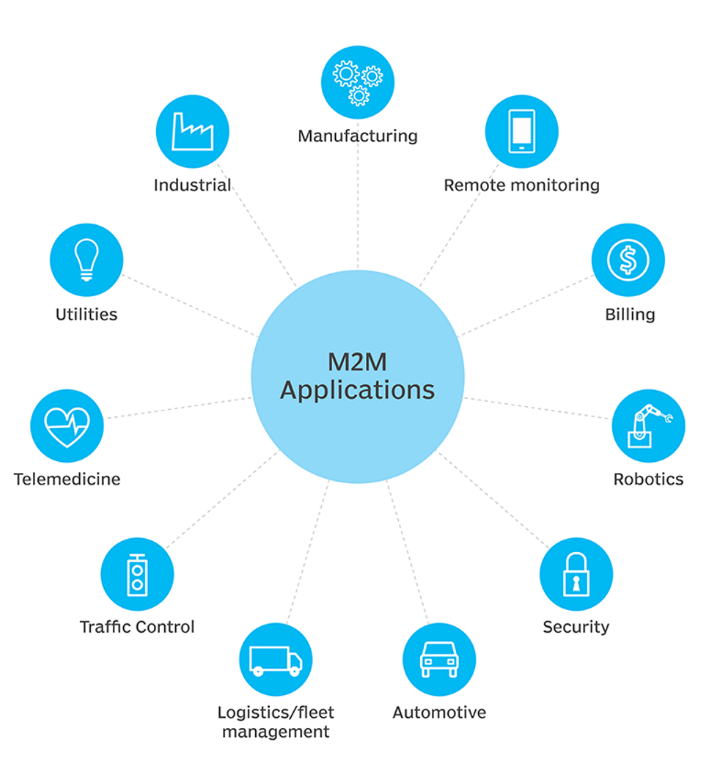 Manufacturing
Industrial
Remote monitoring
Utilities
Billing
M2M
Applications
Telemedicine
Robotics
Traffic Control
Security
Logistics/fleet
management
Automotive